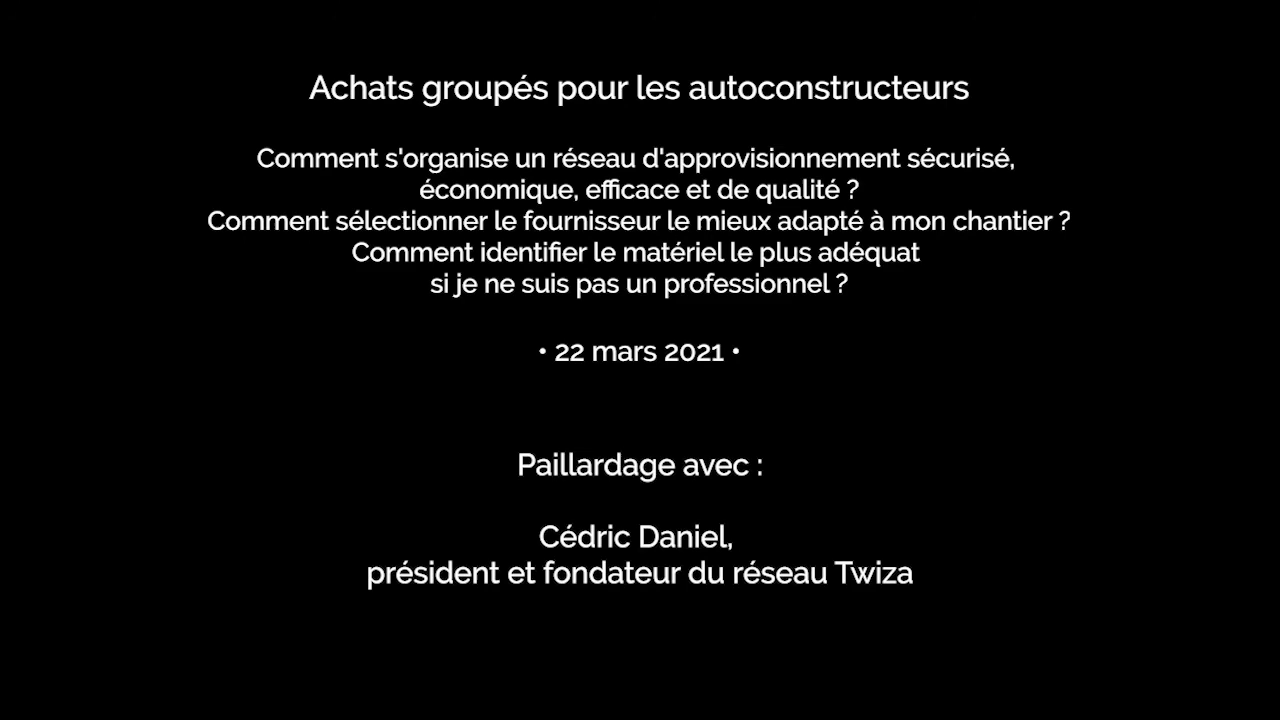 Achats groupés pour les autoconstructeurs
Comment s'organise un réseau d'approvisionnement sécurisé,
économique, efficace et de qualité ?
Comment sélectionner le fournisseur le mieux adapté à mon chantier ?
Comment identifier le matériel le plus adéquat
si je ne suis pas un professionnel ?
• 22 mars 2021 •
Paillardage avec :
Cédric Daniel,
président et fondateur du réseau Twiza